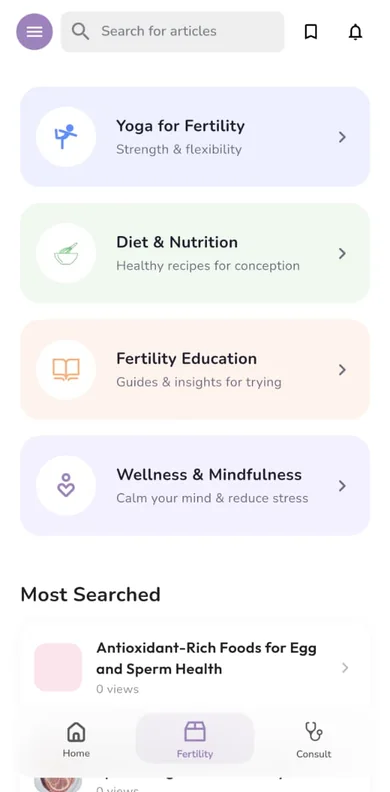 Search for articles
Yoga for Fertility
Strength & flexibility
Diet & Nutrition
Healthy recipes for conception
Fertility Education
Guides & insights for trying
Wellness & Mindfulness
Calm your mind & reduce stress
Most Searched
Antioxidant-Rich Foods for Egg
and Sperm Health
0 views
Home
Fertility
Consult
0 views